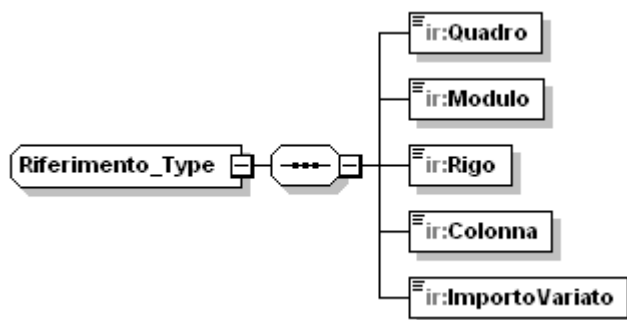 ir:Quadro
ir:Modulo
Riferimento_Type
ir:Rigo
ir:Colonna
ir:ImportoVariato